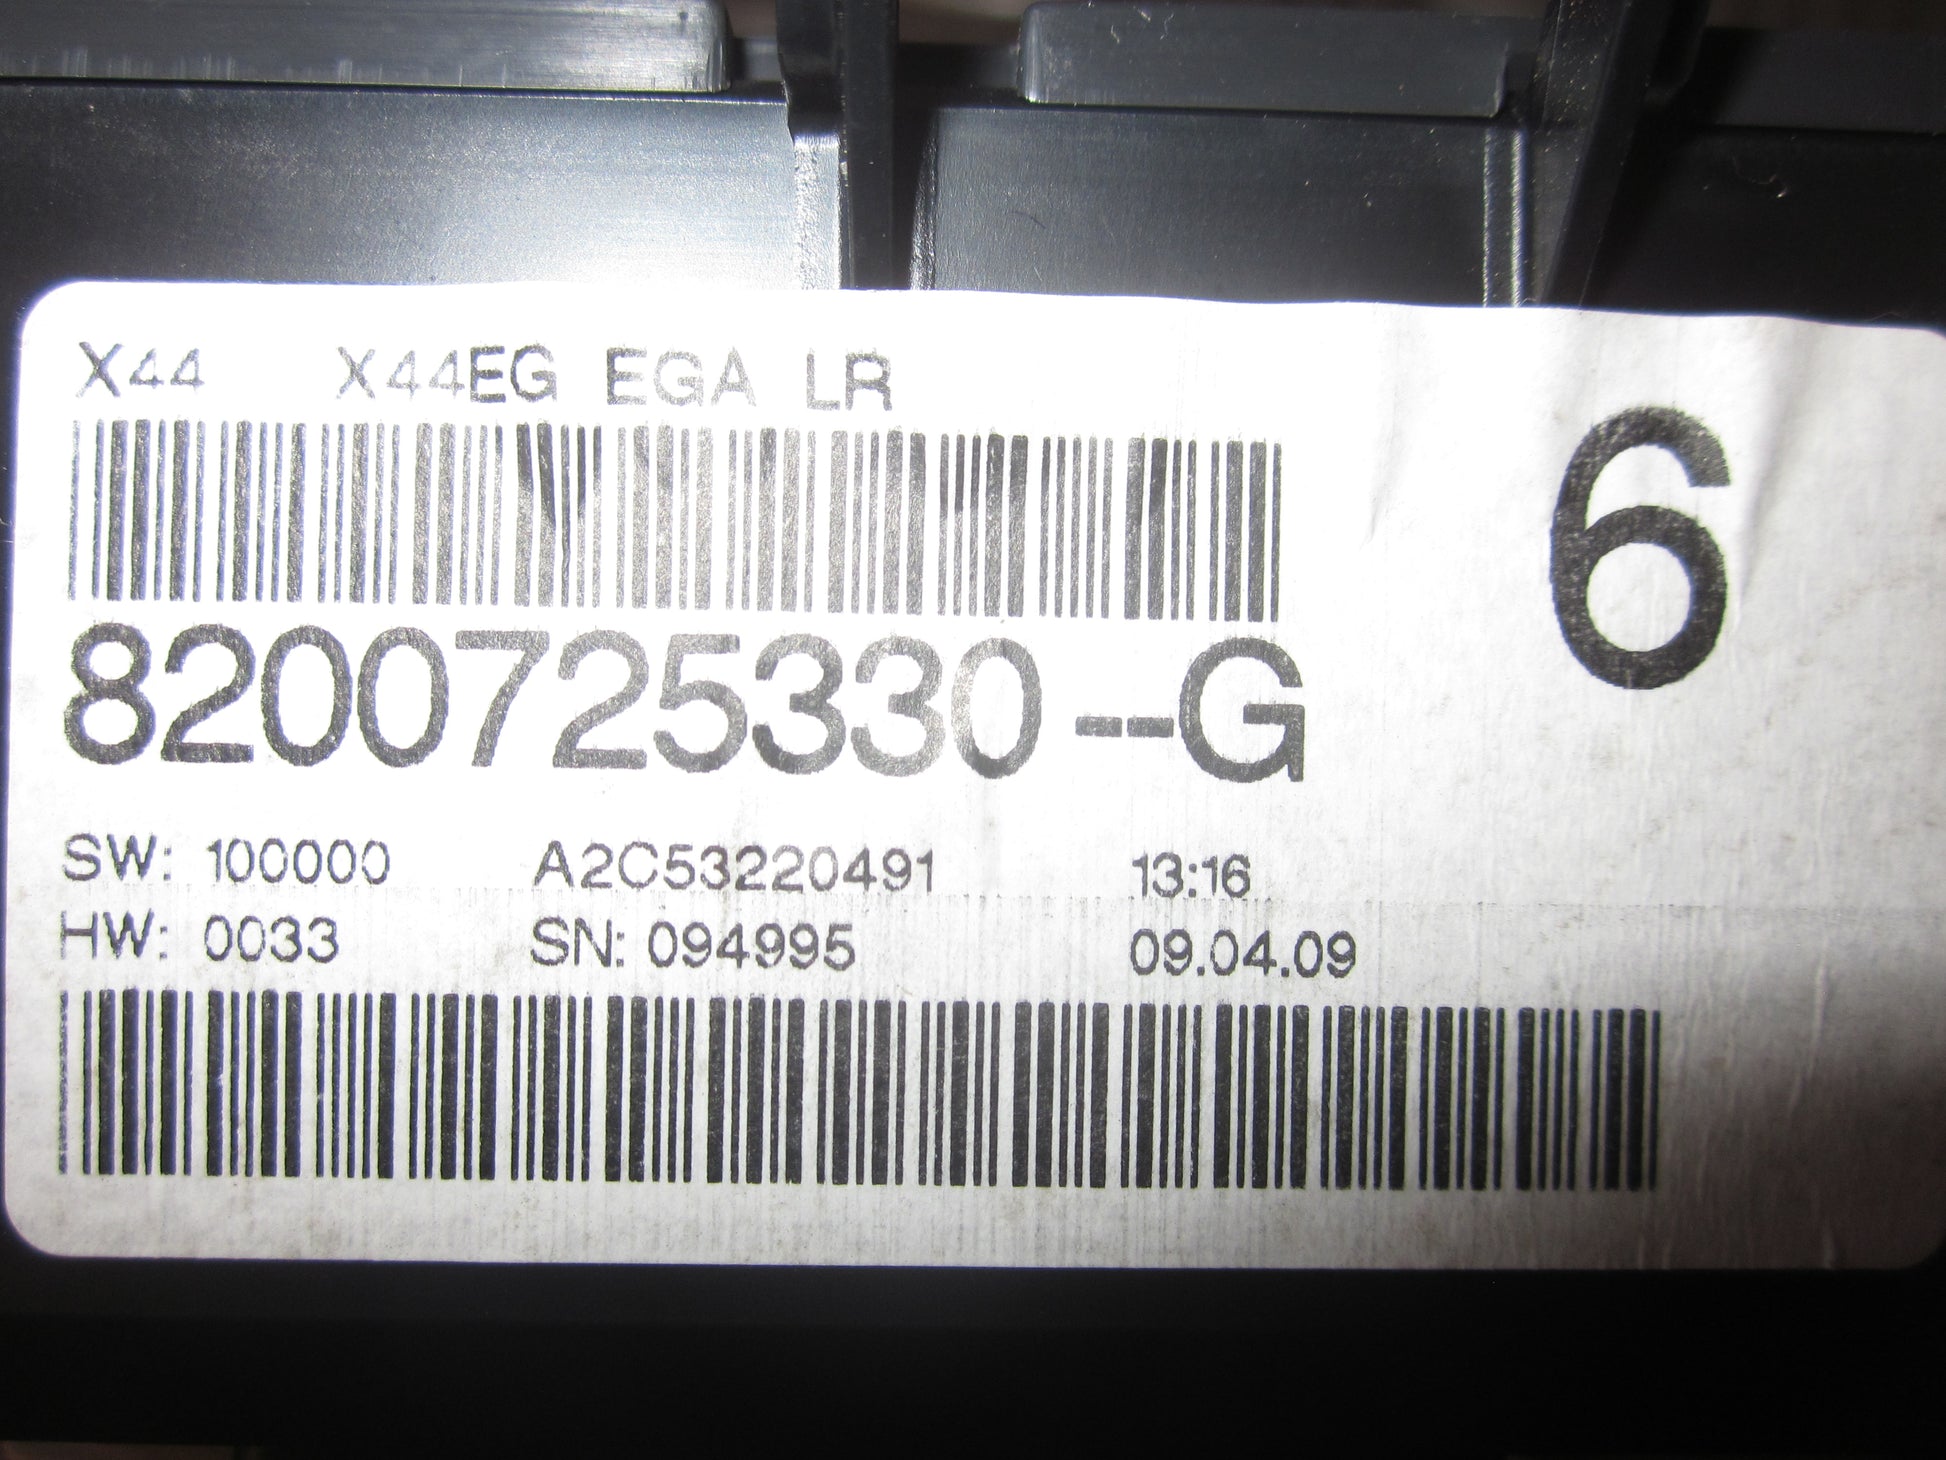 X44 X44EG EGA LR
6
8200725330--G
SW: 100000 A2C53220491 13:16
HW: 0033 SN: 094995 09.04.09